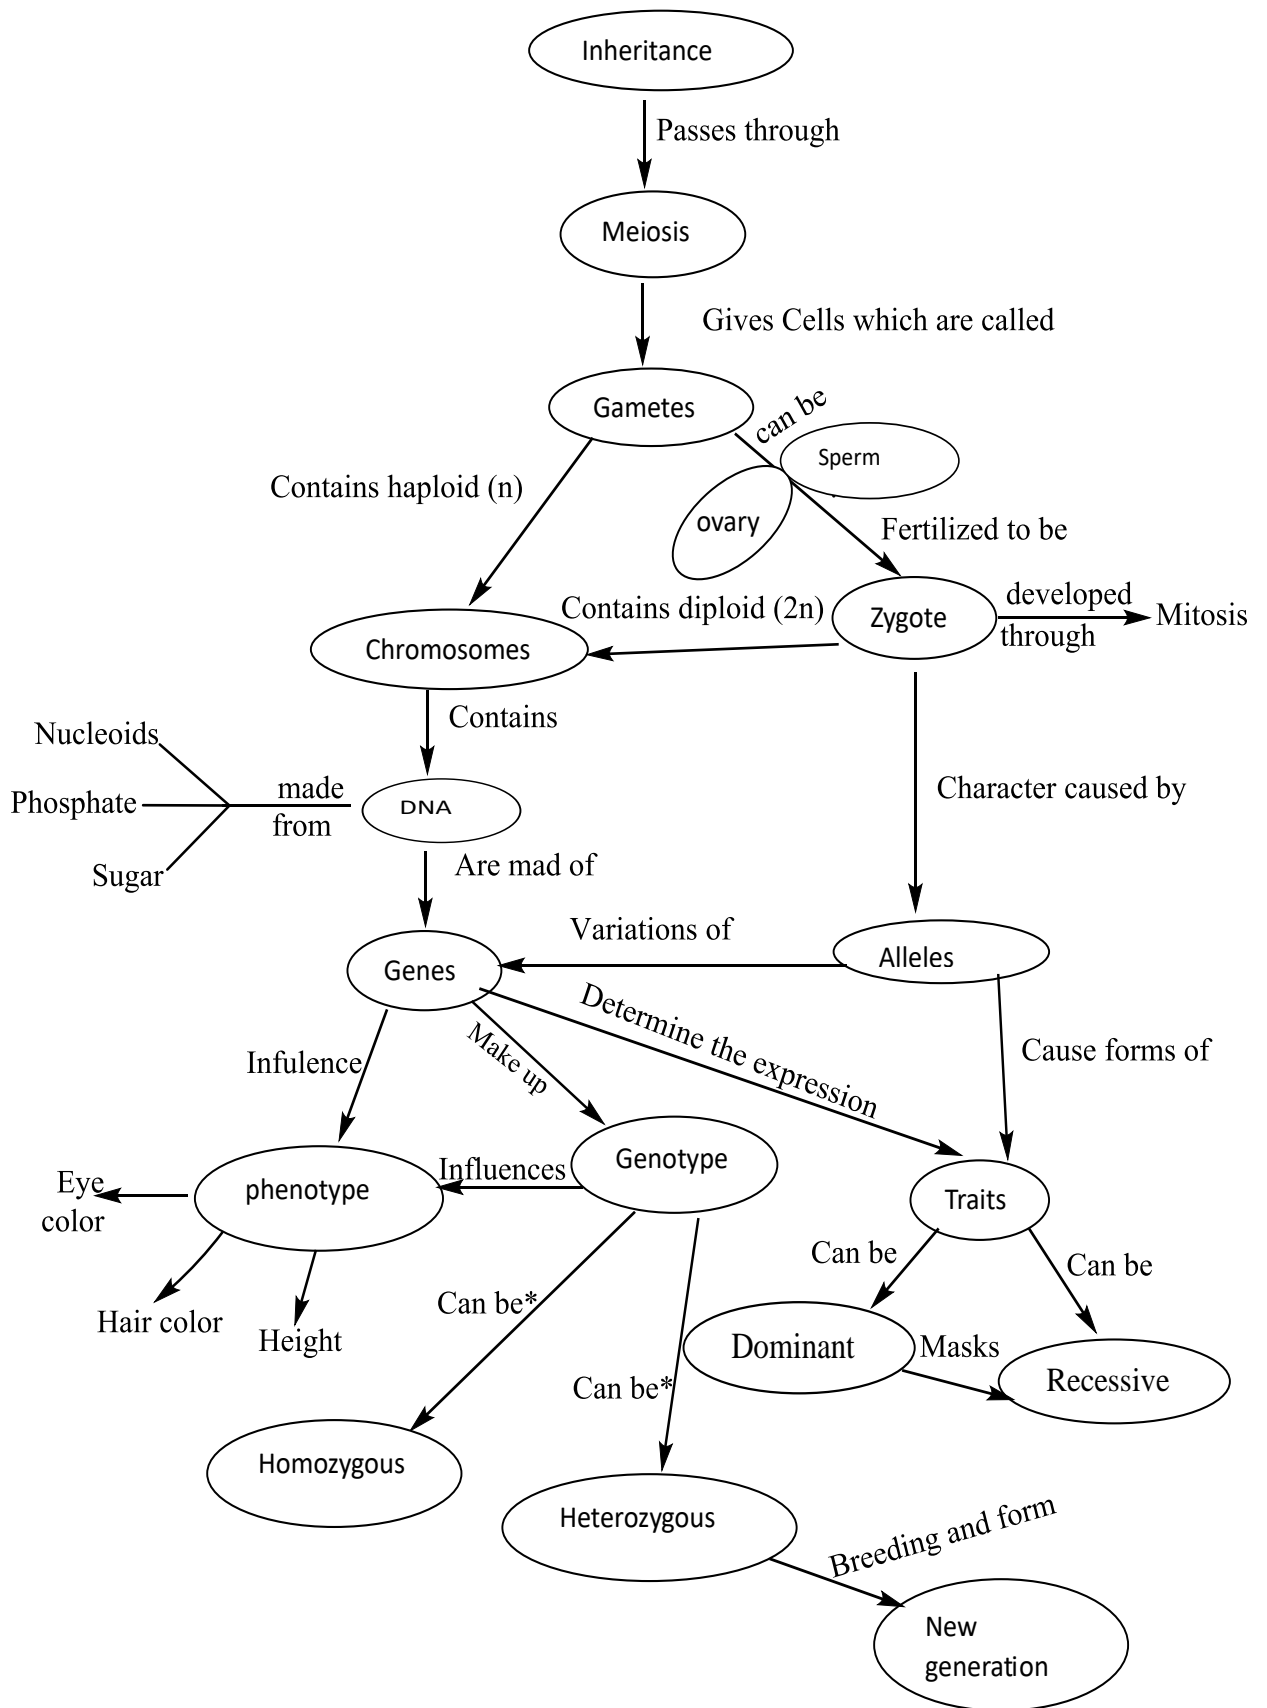 Inheritance
Passes through
Meiosis
Gives Cells which are called
Gametes
can be
Sperm
Contains haploid (n)
ovary
Fertilized to be
Contains diploid (2n)
Zygote
developed
through
Mitosis
Chromosomes
Contains
Nucleoids
Phosphate
Sugar
made
from
DNA
Character caused by
Are mad of
Variations of
Alleles
Genes
Determine the expression
Infulence
Make up
Cause forms of
Genotype
Influences
phenotype
Eye
color
Hair color
Height
Traits
Can be
Can be
Can be*
Can be*
Dominant
Masks
Recessive
Homozygous
Heterozygous
Breeding and form
New
generation